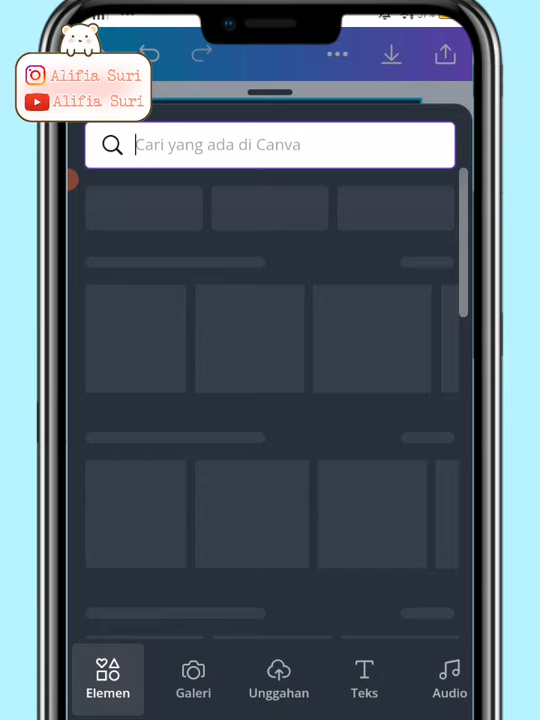 Alifia Suri
Alifia Suri
Cari yang ada di Canva
Elemen
Galeri
Unggahan
Teks
Audio